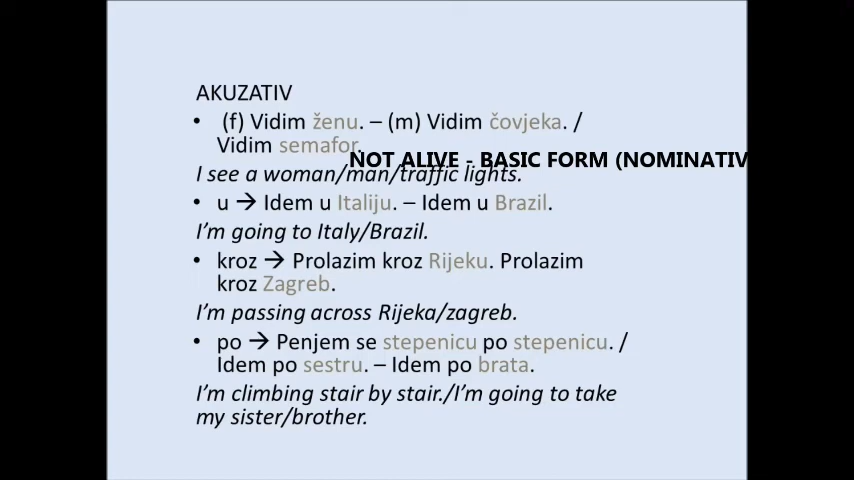 AKUZATIV
• (f) Vidim ženu. – (m) Vidim čovjeka. /
Vidim semafor.
NOT ALIVE - BASIC FORM (NOMINATIV
I see a woman/man/traffic lights.
• u → Idem u Italiju. – Idem u Brazil.
I’m going to Italy/Brazil.
• kroz → Prolazim kroz Rijeku. Prolazim
kroz Zagreb.
I’m passing across Rijeka/zagreb.
• po → Penjem se stepenicu po stepenicu. /
Idem po sestru. – Idem po brata.
I’m climbing stair by stair./I’m going to take
my sister/brother.